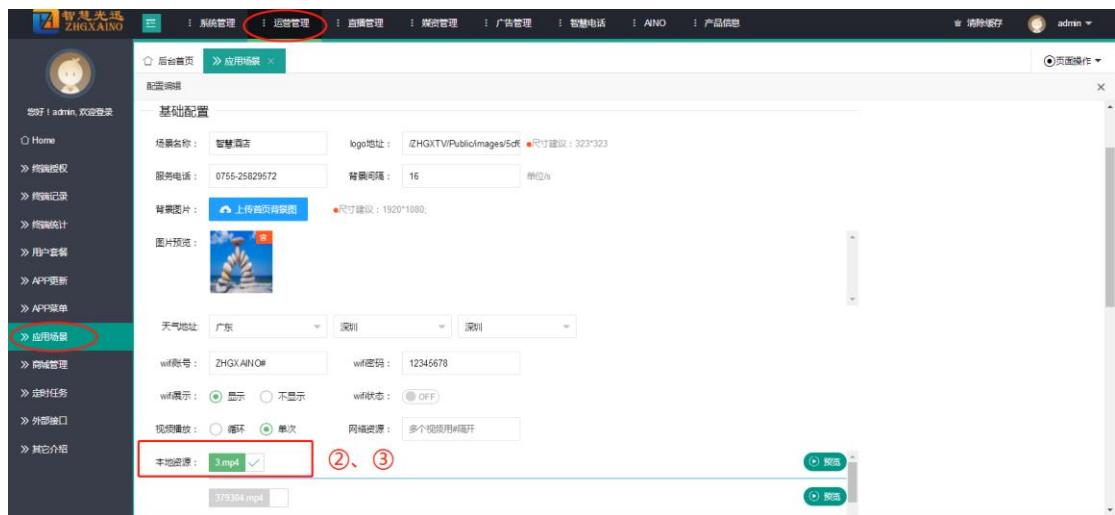 智慧光迅
ZHGXAINO
系统管理
运营管理
直播管理
媒资管理
广告管理
智慧电话
AINO
产品信息
清除缓存
admin
后台首页
应用场景
页面操作
配置编辑
您好！admin, 欢迎登录
Home
终端授权
终端记录
终端统计
用户套餐
APP更新
APP菜单
应用场景
商城管理
定时任务
外部接口
其它介绍
基础配置
场景名称： 智慧酒店 logo地址： /ZHGXTV/Public/images/5df6 尺寸建议：323*323
服务电话： 0755-25829572 背景间隔： 16 单位/s
背景图片： 上传首页背景图 尺寸建议：1920*1080;
图片预览：
天气地址 广东 深圳 深圳
wifi账号： ZHGXAINO# wifi密码： 12345678
wifi展示： 显示 不显示 wifi状态： OFF
视频播放： 循环 单次 网络资源： 多个视频用#隔开
本地资源： 3.mp4 ②、③ 预览
379304.mp4 预览